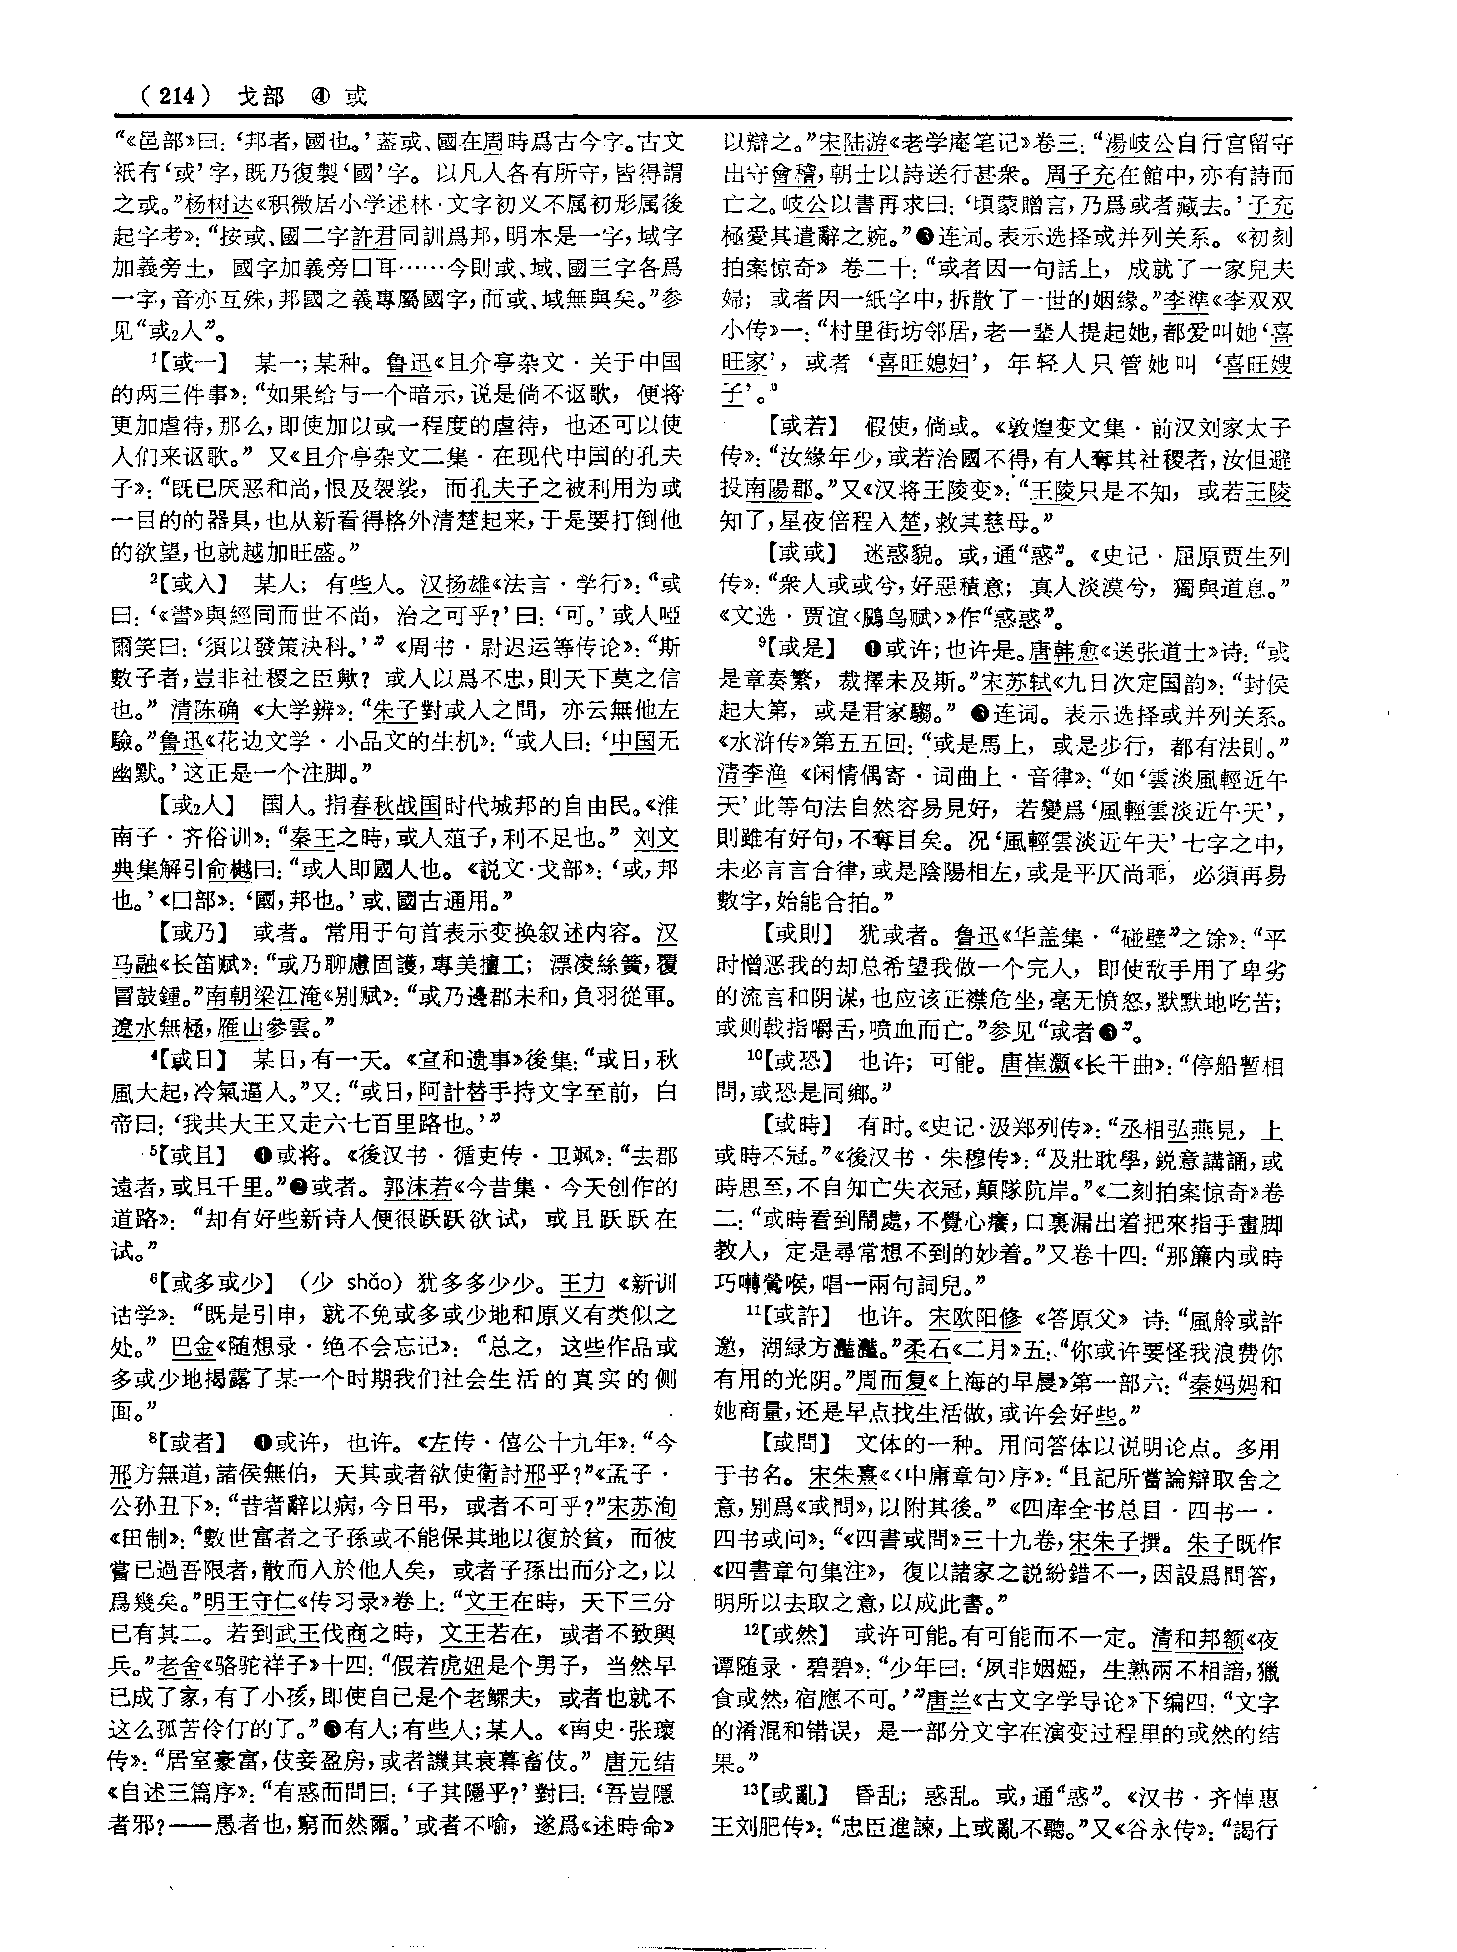 （214） 戈部 ④ 或
“《邑部》曰：‘邦者，國也。’蓋或、國在周時爲古今字。古文
祇有‘或’字，既乃復製‘國’字。以凡人各有所守，皆得謂
之或。”杨树达《积微居小学述林·文字初义不属初形属後
起字考》：“按或、國二字許君同訓爲邦，明本是一字，域字
加義旁土，國字加義旁囗耳……今則或、域、國三字各爲
一字，音亦互殊，邦國之義專屬國字，而或、域無與矣。”参
见“或₂人”。
¹【或一】 某一；某种。鲁迅《且介亭杂文·关于中国
的两三件事》：“如果给与一个暗示，说是倘不讴歌，便将
更加虐待，那么，即使加以或一程度的虐待，也还可以使
人们来讴歌。”又《且介亭杂文二集·在现代中国的孔夫
子》：“既已厌恶和尚，恨及袈裟，而孔夫子之被利用为或
一目的的器具，也从新看得格外清楚起来，于是要打倒他
的欲望，也就越加旺盛。”
²【或人】 某人；有些人。汉扬雄《法言·学行》：“或
曰：‘《書》與經同而世不尚，治之可乎？’曰：‘可。’或人啞
爾笑曰：‘須以發策決科。’”《周书·尉迟运等传论》：“斯
數子者，豈非社稷之臣歟？或人以爲不忠，則天下莫之信
也。”清陈确《大学辨》：“朱子對或人之問，亦云無他左
驗。”鲁迅《花边文学·小品文的生机》：“或人曰：‘中国无
幽默。’这正是一个注脚。”
【或₂人】 国人。指春秋战国时代城邦的自由民。《淮
南子·齐俗训》：“秦王之時，或人葅子，利不足也。”刘文
典集解引俞樾曰：“或人即國人也。《説文·戈部》：‘或，邦
也。’《囗部》：‘國，邦也。’或、國古通用。”
【或乃】 或者。常用于句首表示变换叙述内容。汉
马融《长笛赋》：“或乃聊慮固護，專美擅工；漂凌絲簧，覆
冒鼓鍾。”南朝梁江淹《别赋》：“或乃邊郡未和，負羽從軍。
遼水無極，雁山參雲。”
⁴【或日】 某日，有一天。《宣和遗事》後集：“或日，秋
風大起，冷氣逼人。”又：“或日，阿計替手持文字至前，白
帝曰：‘我共大王又走六七百里路也。’”
⁵【或且】 ❶或将。《後汉书·循吏传·卫飒》：“去郡
遠者，或且千里。”❷或者。郭沫若《今昔集·今天创作的
道路》：“却有好些新诗人便很跃跃欲试，或且跃跃在
试。”
⁶【或多或少】（少 shǎo）犹多多少少。王力《新训
诂学》：“既是引申，就不免或多或少地和原义有类似之
处。”巴金《随想录·绝不会忘记》：“总之，这些作品或
多或少地揭露了某一个时期我们社会生活的真实的侧
面。”
⁸【或者】 ❶或许，也许。《左传·僖公十九年》：“今
邢方無道，諸侯無伯，天其或者欲使衛討邢乎？”《孟子·
公孙丑下》：“昔者辭以病，今日弔，或者不可乎？”宋苏洵
《田制》：“數世富者之子孫或不能保其地以復於貧，而彼
嘗已過吾限者，散而入於他人矣，或者子孫出而分之，以
爲幾矣。”明王守仁《传习录》卷上：“文王在時，天下三分
已有其二。若到武王伐商之時，文王若在，或者不致興
兵。”老舍《骆驼祥子》十四：“假若虎妞是个男子，当然早
已成了家，有了小孩，即使自己是个老鳏夫，或者也就不
这么孤苦伶仃的了。”❷有人；有些人；某人。《南史·张瓌
传》：“居室豪富，伎妾盈房，或者譏其衰暮畜伎。”唐元结
《自述三篇序》：“有惑而問曰：‘子其隱乎？’對曰：‘吾豈隱
者邪？——愚者也，窮而然爾。’或者不喻，遂爲《述時命》
以辯之。”宋陆游《老学庵笔记》卷三：“湯岐公自行宫留守
出守會稽，朝士以詩送行甚衆。周子充在館中，亦有詩而
亡之。岐公以書再求曰：‘頃蒙贈言，乃爲或者藏去。’子充
極愛其遣辭之婉。”❸连词。表示选择或并列关系。《初刻
拍案惊奇》卷二十：“或者因一句話上，成就了一家兒夫
婦；或者因一紙字中，拆散了一世的姻缘。”李準《李双双
小传》一：“村里街坊邻居，老一辈人提起她，都爱叫她‘喜
旺家’，或者‘喜旺媳妇’，年轻人只管她叫‘喜旺嫂
子’。”
【或若】 假使，倘或。《敦煌变文集·前汉刘家太子
传》：“汝緣年少，或若治國不得，有人奪其社稷者，汝但避
投南陽郡。”又《汉将王陵变》：“王陵只是不知，或若王陵
知了，星夜倍程入楚，救其慈母。”
【或或】 迷惑貌。或，通“惑”。《史记·屈原贾生列
传》：“衆人或或兮，好惡積意；真人淡漠兮，獨與道息。”
《文选·贾谊〈鵩鸟赋〉》作“惑惑”。
⁹【或是】 ❶或许；也许是。唐韩愈《送张道士》诗：“或
是章奏繁，裁擇未及斯。”宋苏轼《九日次定国韵》：“封侯
起大第，或是君家騶。”❷连词。表示选择或并列关系。
《水浒传》第五五回：“或是馬上，或是步行，都有法則。”
清李渔《闲情偶寄·词曲上·音律》：“如‘雲淡風輕近午
天’此等句法自然容易見好，若變爲‘風輕雲淡近午天’，
則雖有好句，不奪目矣。况‘風輕雲淡近午天’七字之中，
未必言言合律，或是陰陽相左，或是平仄尚乖，必須再易
數字，始能合拍。”
【或則】 犹或者。鲁迅《华盖集·“碰壁”之馀》：“平
时憎恶我的却总希望我做一个完人，即使敌手用了卑劣
的流言和阴谋，也应该正襟危坐，毫无愤怒，默默地吃苦；
或则戟指嚼舌，喷血而亡。”参见“或者❸”。
¹⁰【或恐】 也许；可能。唐崔灏《长干曲》：“停船暫相
問，或恐是同鄉。”
【或時】 有时。《史记·汲郑列传》：“丞相弘燕見，上
或時不冠。”《後汉书·朱穆传》：“及壯耽學，鋭意講誦，或
時思至，不自知亡失衣冠，顛隊阬岸。”《二刻拍案惊奇》卷
二：“或時看到鬧處，不覺心癢，口裏漏出着把來指手畫脚
教人，定是尋常想不到的妙着。”又卷十四：“那簾内或時
巧囀鶯喉，唱一兩句詞兒。”
¹¹【或許】 也许。宋欧阳修《答原父》诗：“風舲或許
邀，湖緑方灩灩。”柔石《二月》五：“你或许要怪我浪费你
有用的光阴。”周而复《上海的早晨》第一部六：“秦妈妈和
她商量，还是早点找生活做，或许会好些。”
【或問】 文体的一种。用问答体以说明论点。多用
于书名。宋朱熹《〈中庸章句〉序》：“且記所嘗論辯取舍之
意，别爲《或問》，以附其後。”《四库全书总目·四书一·
四书或问》：“《四書或問》三十九卷，宋朱子撰。朱子既作
《四書章句集注》，復以諸家之説紛錯不一，因設爲問答，
明所以去取之意，以成此書。”
¹²【或然】 或许可能。有可能而不一定。清和邦额《夜
谭随录·碧碧》：“少年曰：‘夙非姻婭，生熟兩不相諳，獵
食或然，宿應不可。’”唐兰《古文字学导论》下编四：“文字
的淆混和错误，是一部分文字在演变过程里的或然的结
果。”
¹³【或亂】 昏乱；惑乱。或，通“惑”。《汉书·齐悼惠
王刘肥传》：“忠臣進諫，上或亂不聽。”又《谷永传》：“謁行